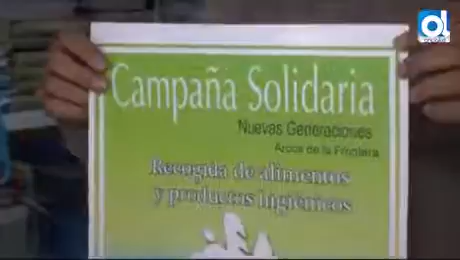 Campaña Solidaria
Nuevas Generaciones
Arcos de la Frontera
Recogida de alimentos
y productos higiénicos